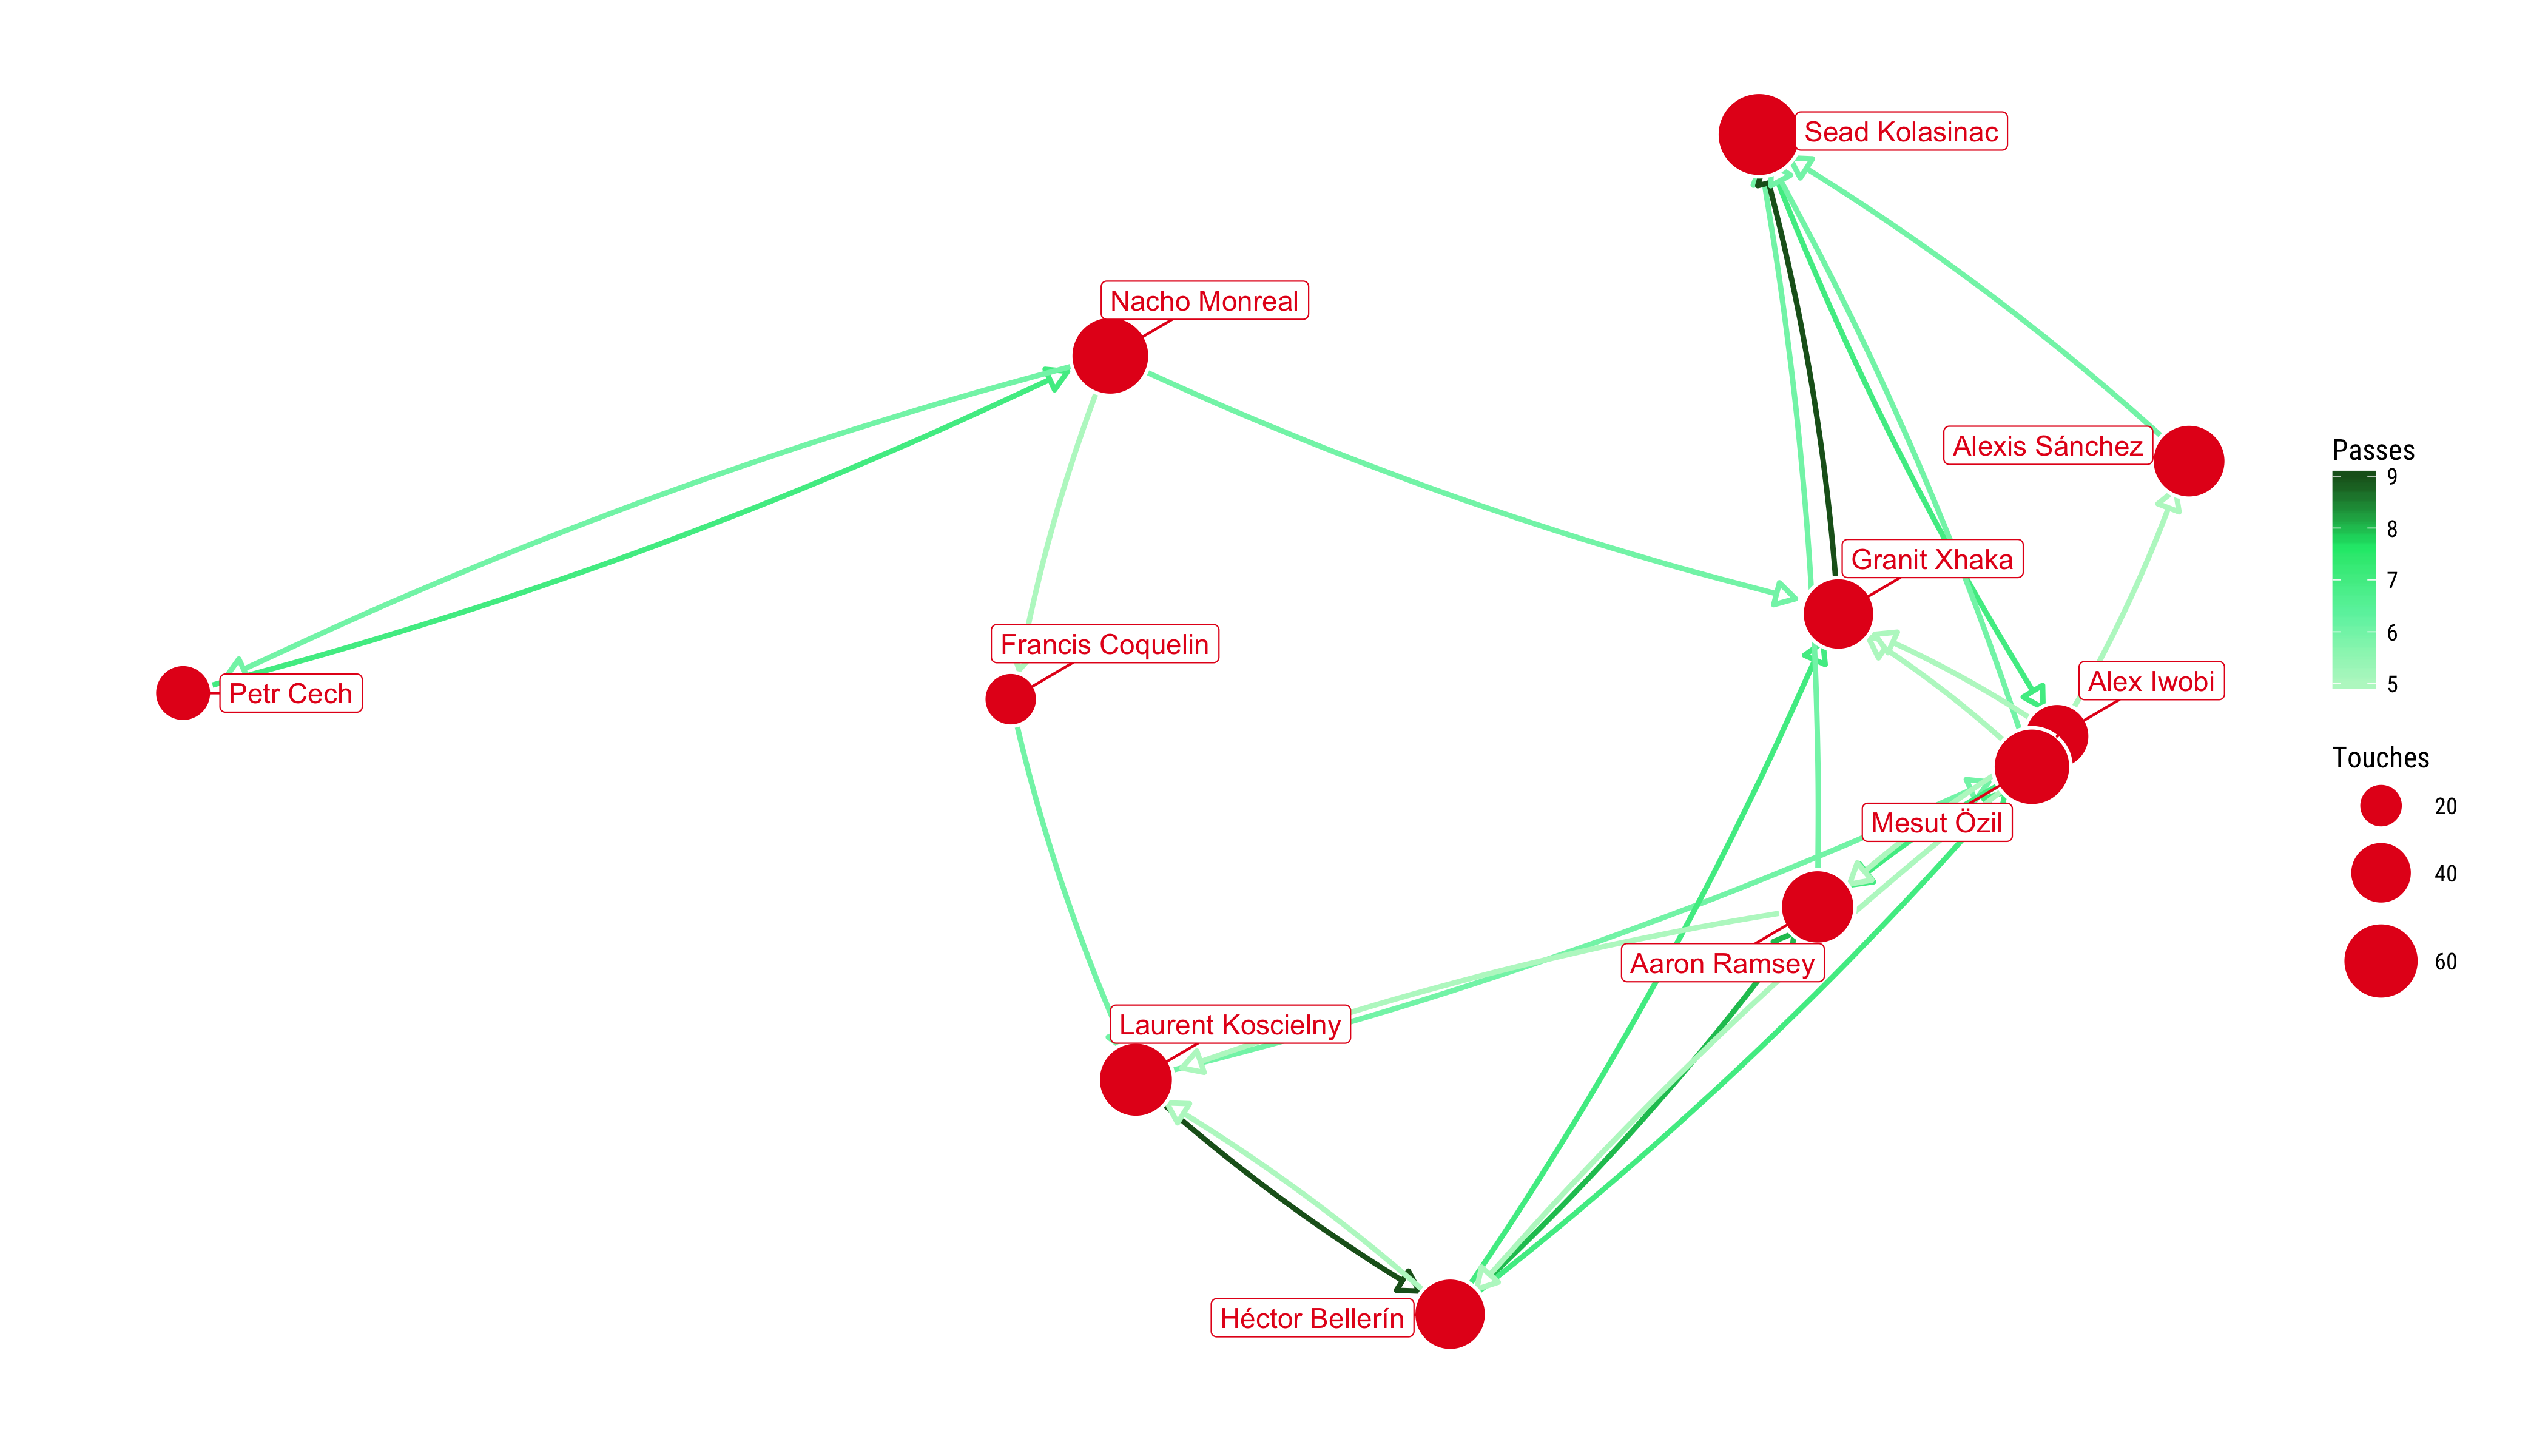 Sead Kolasinac
Nacho Monreal
Alexis Sánchez
Granit Xhaka
Francis Coquelin
Petr Cech
Alex Iwobi
Mesut Özil
Aaron Ramsey
Laurent Koscielny
Héctor Bellerín
Passes
9
8
7
6
5
Touches
20
40
60